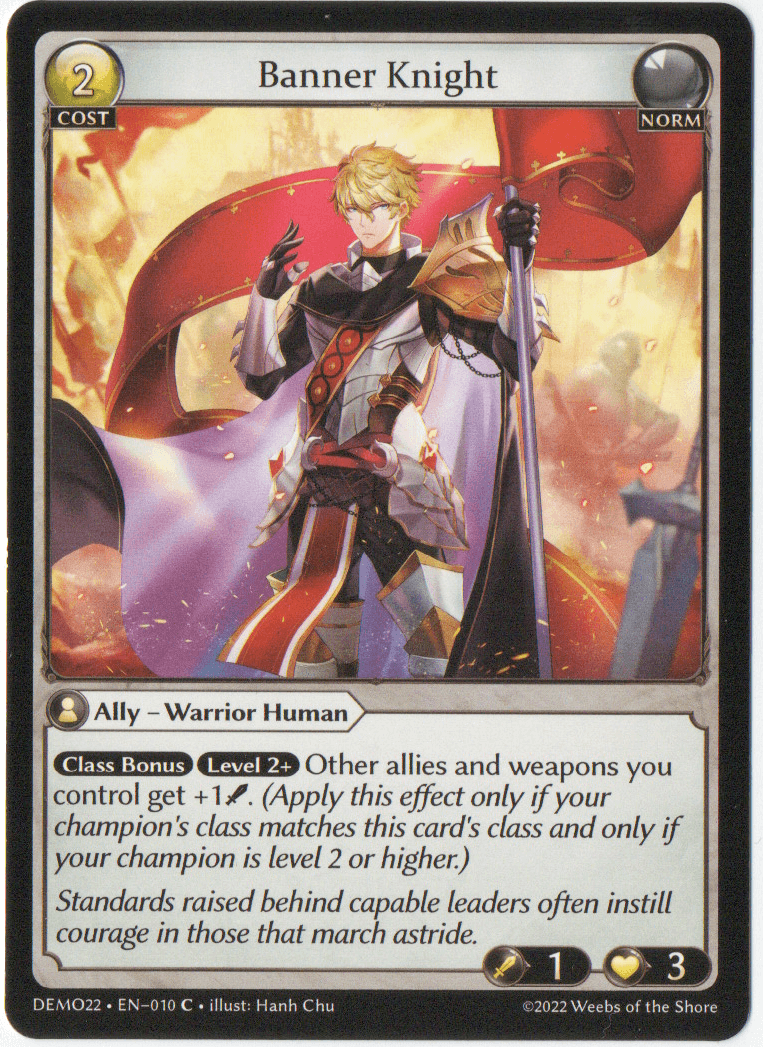 2
Banner Knight
COST
NORM
Ally – Warrior Human
Class Bonus Level 2+ Other allies and weapons you
control get +1. (Apply this effect only if your
champion's class matches this card's class and only if
your champion is level 2 or higher.)
Standards raised behind capable leaders often instill
courage in those that march astride.
1
3
DEMO22 • EN–010 C • illust: Hanh Chu
©2022 Weebs of the Shore